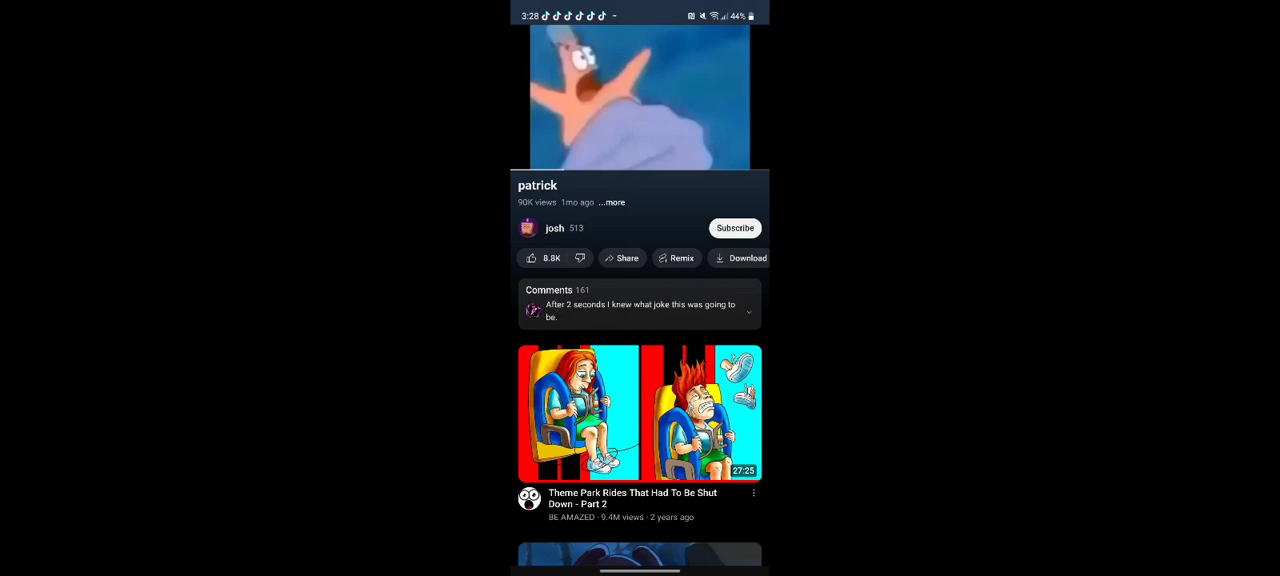 3:28 44%
patrick
90K views 1mo ago ...more
josh 513 Subscribe
8.8K Share Remix Download
Comments 161
After 2 seconds I knew what joke this was going to
be.
27:25
Theme Park Rides That Had To Be Shut
Down - Part 2
BE AMAZED · 9.4M views · 2 years ago